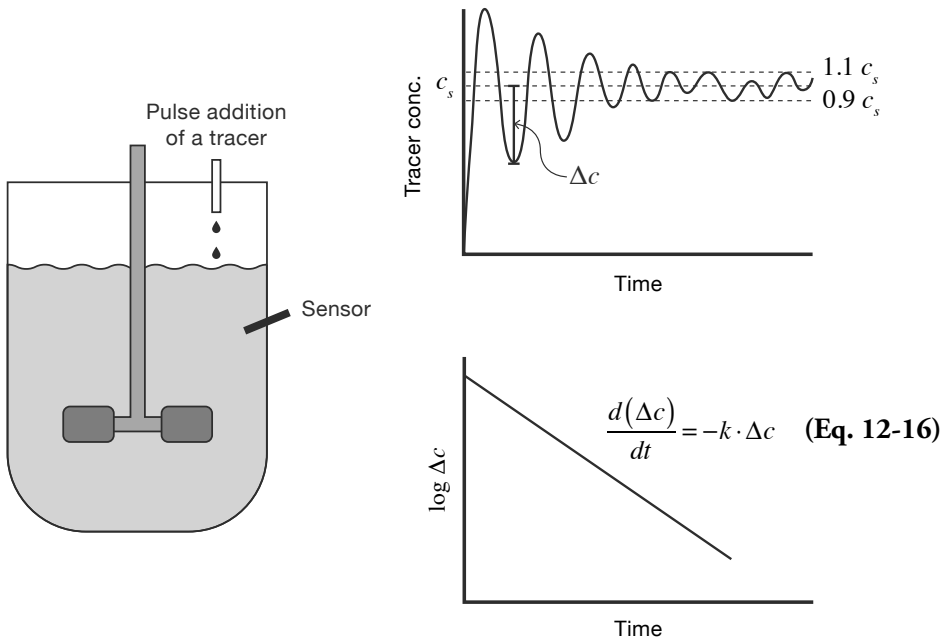 Pulse addition
of a tracer
Sensor
Tracer conc.
c_s
1.1 c_s
0.9 c_s
Δc
Time
log Δc
d(Δc)/dt = −k · Δc (Eq. 12-16)
Time